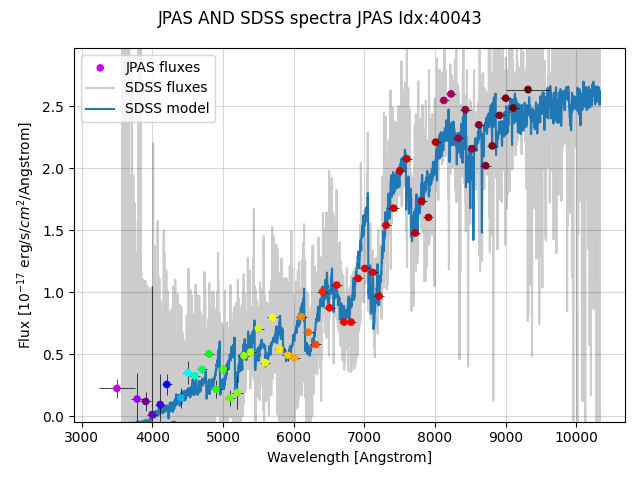 JPAS AND SDSS spectra JPAS Idx:40043
JPAS fluxes
SDSS fluxes
SDSS model
Flux [10^{-17} erg/s/cm^2/Angstrom]
2.5
2.0
1.5
1.0
0.5
0.0
3000 4000 5000 6000 7000 8000 9000 10000
Wavelength [Angstrom]